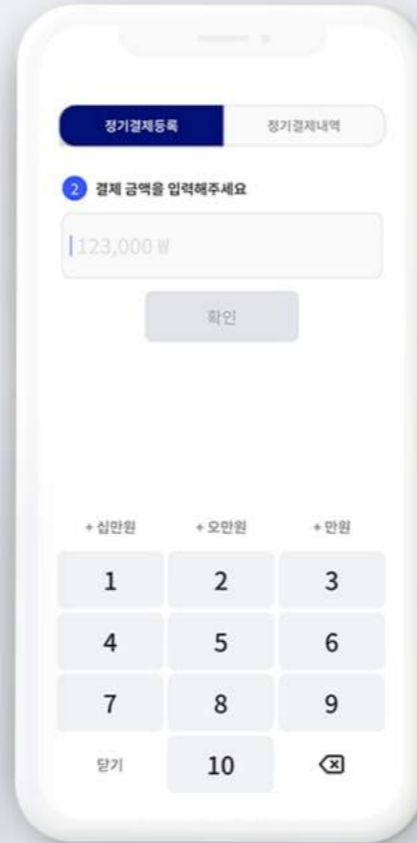 정기결제등록 정기결제내역
2 결제 금액을 입력해주세요
123,000 ₩
확인
+ 십만원 + 오만원 + 만원
1 2 3
4 5 6
7 8 9
닫기 10